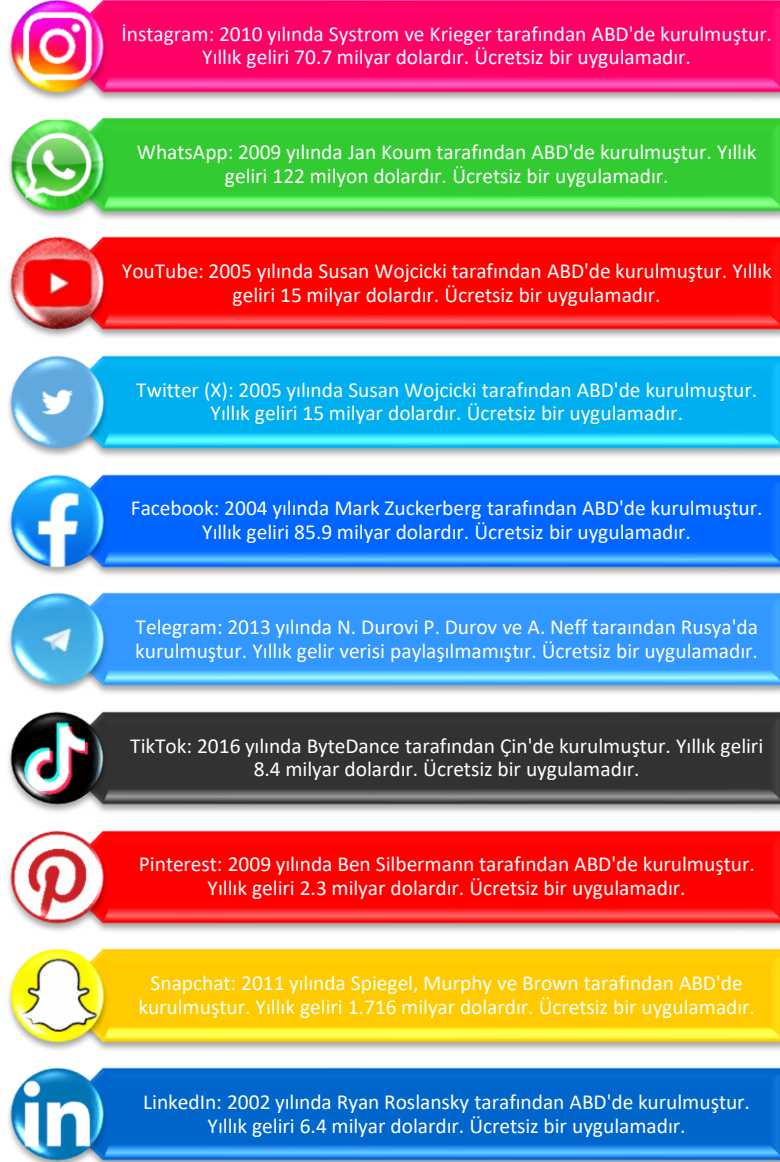 İnstagram: 2010 yılında Systrom ve Krieger tarafından ABD'de kurulmuştur.
Yıllık geliri 70.7 milyar dolardır. Ücretsiz bir uygulamadır.
WhatsApp: 2009 yılında Jan Koum tarafından ABD'de kurulmuştur. Yıllık
geliri 122 milyon dolardır. Ücretsiz bir uygulamadır.
YouTube: 2005 yılında Susan Wojcicki tarafından ABD'de kurulmuştur. Yıllık
geliri 15 milyar dolardır. Ücretsiz bir uygulamadır.
Twitter (X): 2005 yılında Susan Wojcicki tarafından ABD'de kurulmuştur.
Yıllık geliri 15 milyar dolardır. Ücretsiz bir uygulamadır.
Facebook: 2004 yılında Mark Zuckerberg tarafından ABD'de kurulmuştur.
Yıllık geliri 85.9 milyar dolardır. Ücretsiz bir uygulamadır.
Telegram: 2013 yılında N. Durovi P. Durov ve A. Neff taraından Rusya'da
kurulmuştur. Yıllık gelir verisi paylaşılmamıştır. Ücretsiz bir uygulamadır.
TikTok: 2016 yılında ByteDance tarafından Çin'de kurulmuştur. Yıllık geliri
8.4 milyar dolardır. Ücretsiz bir uygulamadır.
Pinterest: 2009 yılında Ben Silbermann tarafından ABD'de kurulmuştur.
Yıllık geliri 2.3 milyar dolardır. Ücretsiz bir uygulamadır.
Snapchat: 2011 yılında Spiegel, Murphy ve Brown tarafından ABD'de
kurulmuştur. Yıllık geliri 1.716 milyar dolardır. Ücretsiz bir uygulamadır.
in
LinkedIn: 2002 yılında Ryan Roslansky tarafından ABD'de kurulmuştur.
Yıllık geliri 6.4 milyar dolardır. Ücretsiz bir uygulamadır.